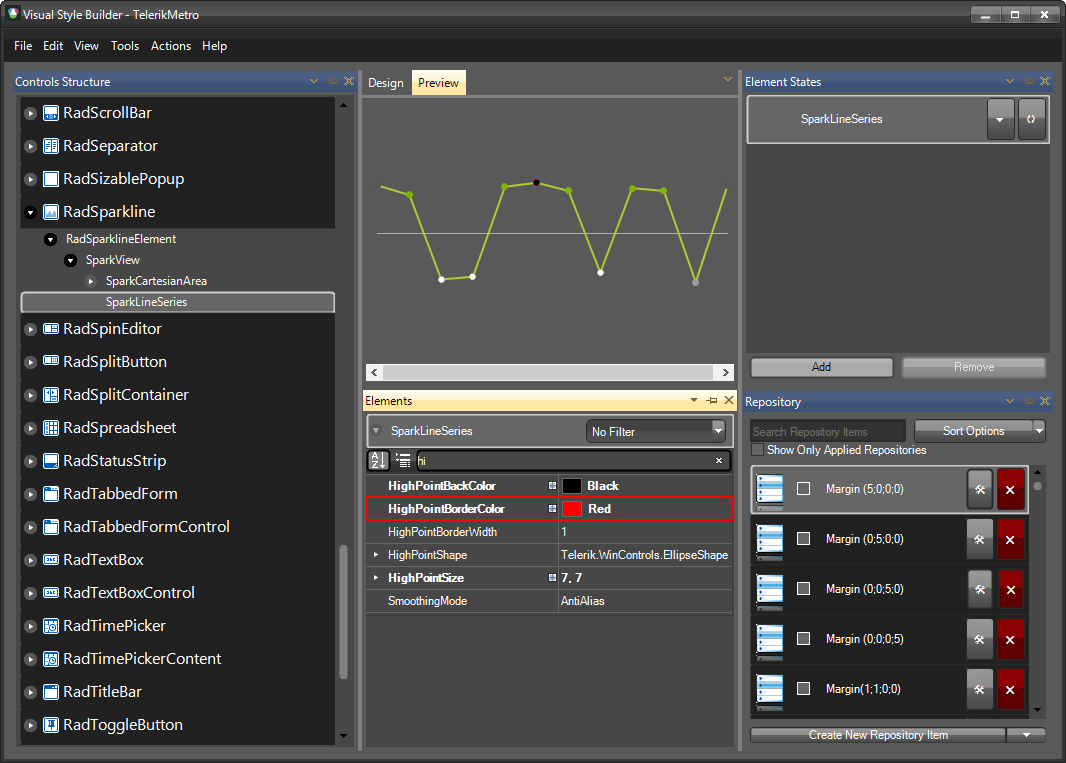 Visual Style Builder - TelerikMetro
File Edit View Tools Actions Help
Controls Structure
RadScrollBar
RadSeparator
RadSizablePopup
RadSparkline
RadSparklineElement
SparkView
SparkCartesianArea
SparkLineSeries
RadSpinEditor
RadSplitButton
RadSplitContainer
RadSpreadsheet
RadStatusStrip
RadTabbedForm
RadTabbedFormControl
RadTextBox
RadTextBoxControl
RadTimePicker
RadTimePickerContent
RadTitleBar
RadToggleButton
Design Preview
Elements
SparkLineSeries No Filter
hi
HighPointBackColor Black
HighPointBorderColor Red
HighPointBorderWidth 1
HighPointShape Telerik.WinControls.EllipseShape
HighPointSize 7, 7
SmoothingMode AntiAlias
Element States
SparkLineSeries
Add Remove
Repository
Search Repository Items Sort Options
Show Only Applied Repositories
Margin (5;0;0;0)
Margin (0;5;0;0)
Margin (0;0;5;0)
Margin (0;0;0;5)
Margin(1;1;0;0)
Create New Repository Item